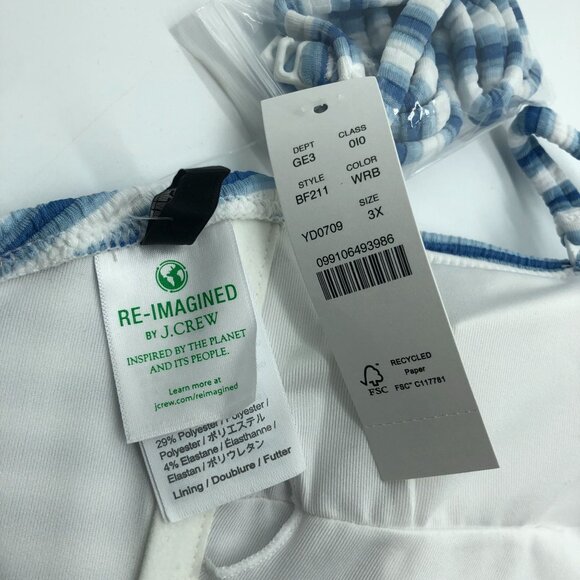 DEPT
GE3
CLASS
0I0
STYLE
BF211
COLOR
WRB
YD0709
SIZE
3X
099106493986
RECYCLED
Paper
FSC™ C117781
FSC
RE-IMAGINED
BY J.CREW
INSPIRED BY THE PLANET
AND ITS PEOPLE.
Learn more at
jcrew.com/reimagined
29% Polyester / Polyester /
Polyester / ポリエステル
4% Elastane / Élasthanne /
Elastan / ポリウレタン
Lining / Doublure / Futter